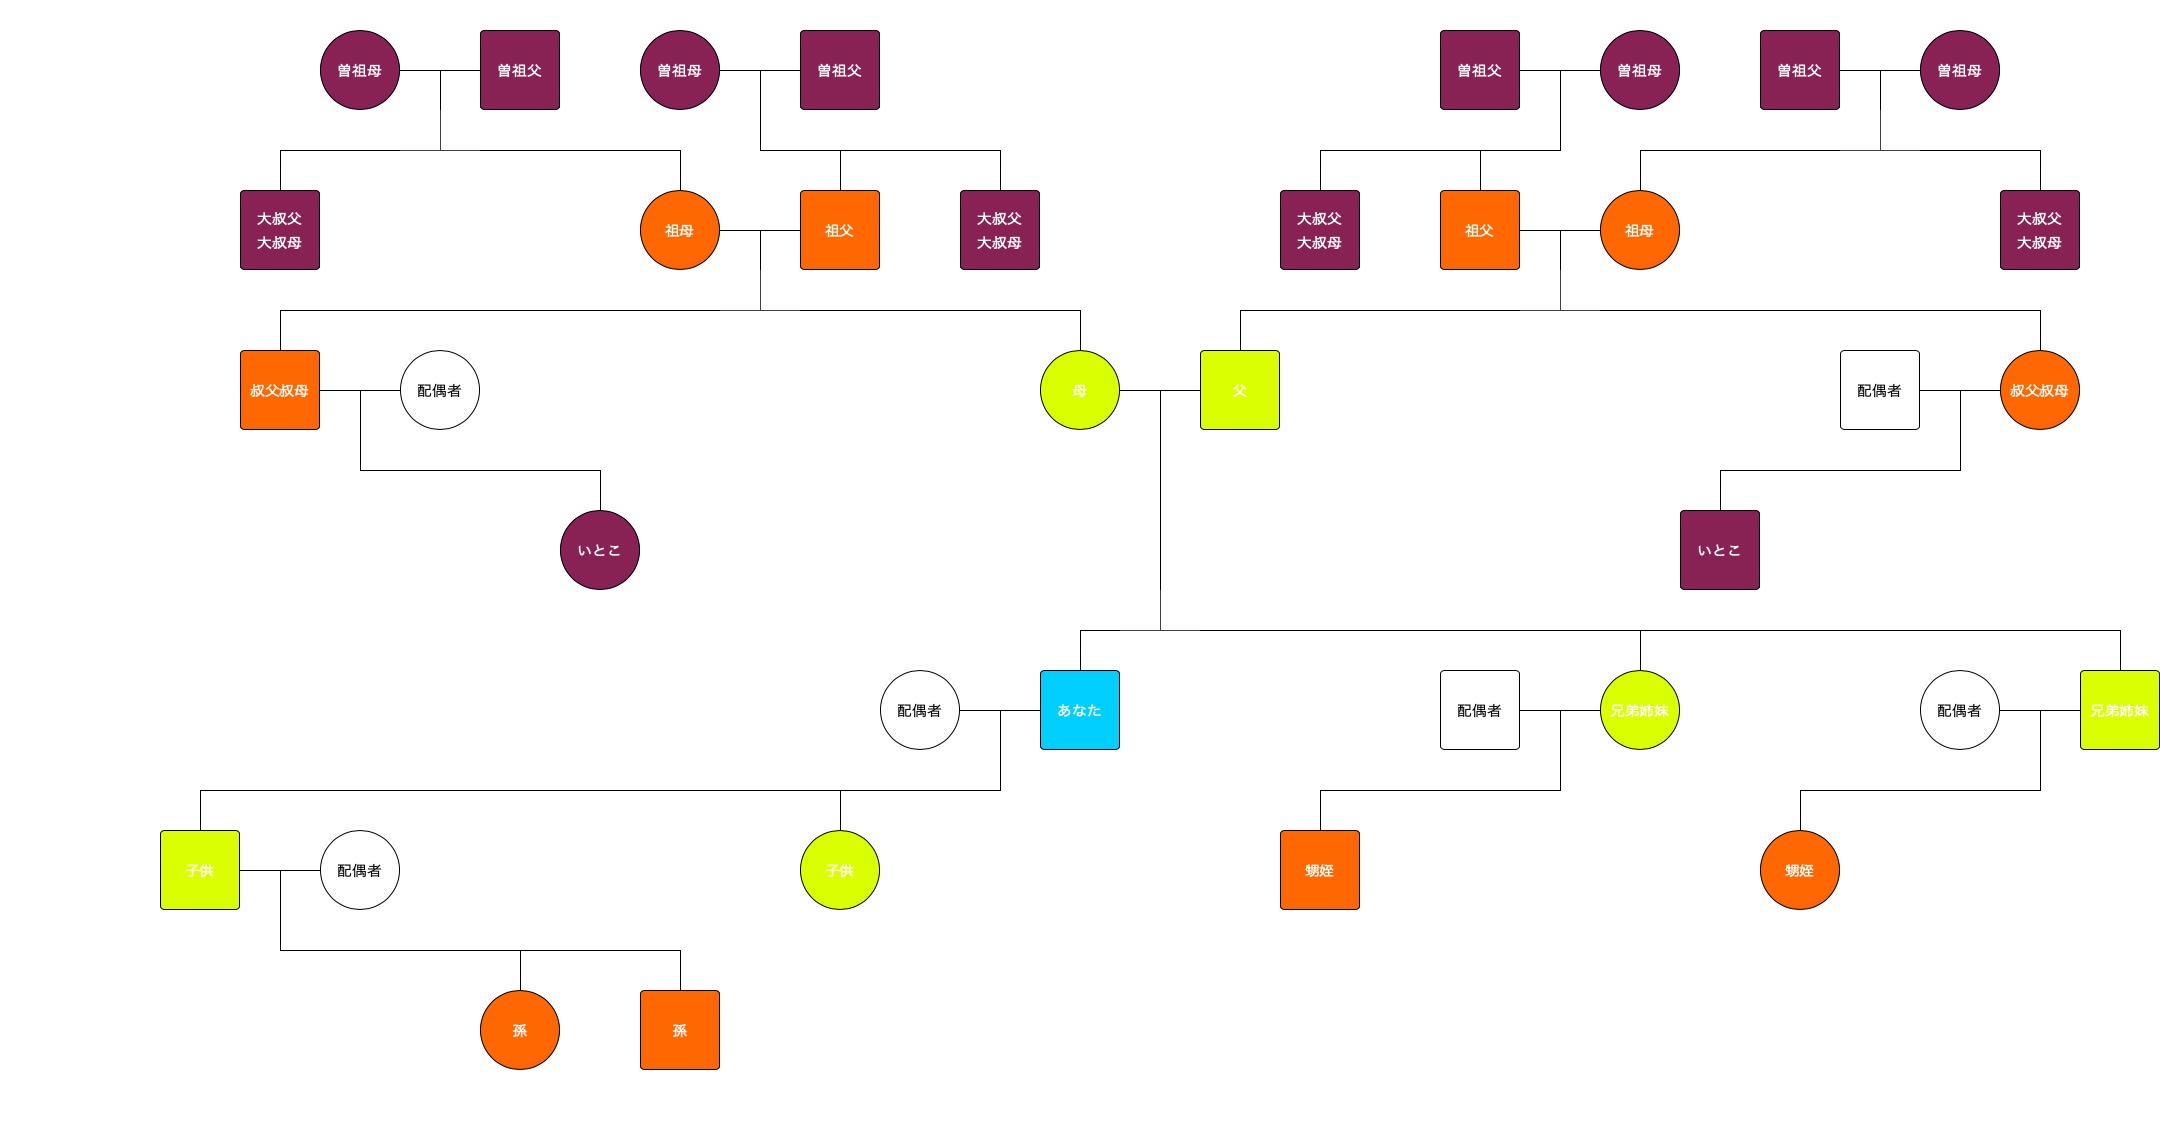 曽祖母
曽祖父
曽祖母
曽祖父
曽祖父
曽祖母
曽祖父
曽祖母
大叔父
大叔母
祖母
祖父
大叔父
大叔母
大叔父
大叔母
祖父
祖母
大叔父
大叔母
叔父叔母
配偶者
母
父
配偶者
叔父叔母
いとこ
いとこ
配偶者
あなた
配偶者
兄弟姉妹
配偶者
兄弟姉妹
子供
配偶者
子供
甥姪
甥姪
孫
孫